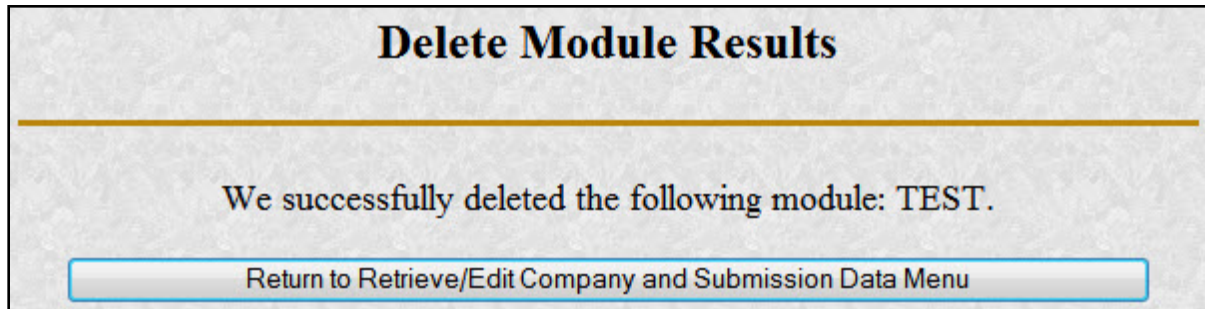 Delete Module Results
We successfully deleted the following module: TEST.
Return to Retrieve/Edit Company and Submission Data Menu